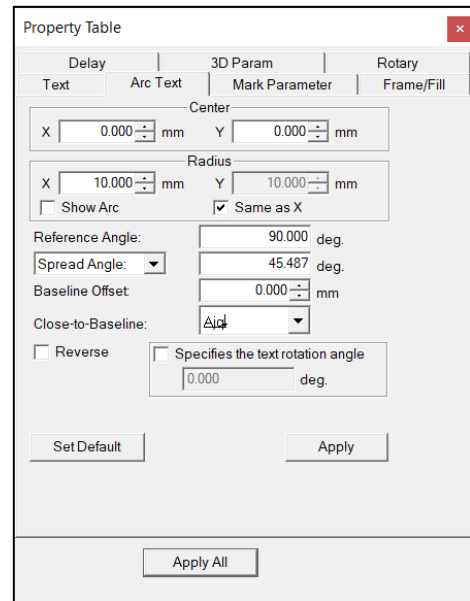 Property Table
Delay 3D Param Rotary
Text Arc Text Mark Parameter Frame/Fill
Center
X 0.000 mm Y 0.000 mm
Radius
X 10.000 mm Y 10.000 mm
Show Arc Same as X
Reference Angle: 90.000 deg.
Spread Angle: 45.487 deg.
Baseline Offset: 0.000 mm
Close-to-Baseline: Ajq
Reverse Specifies the text rotation angle
0.000 deg.
Set Default Apply
Apply All